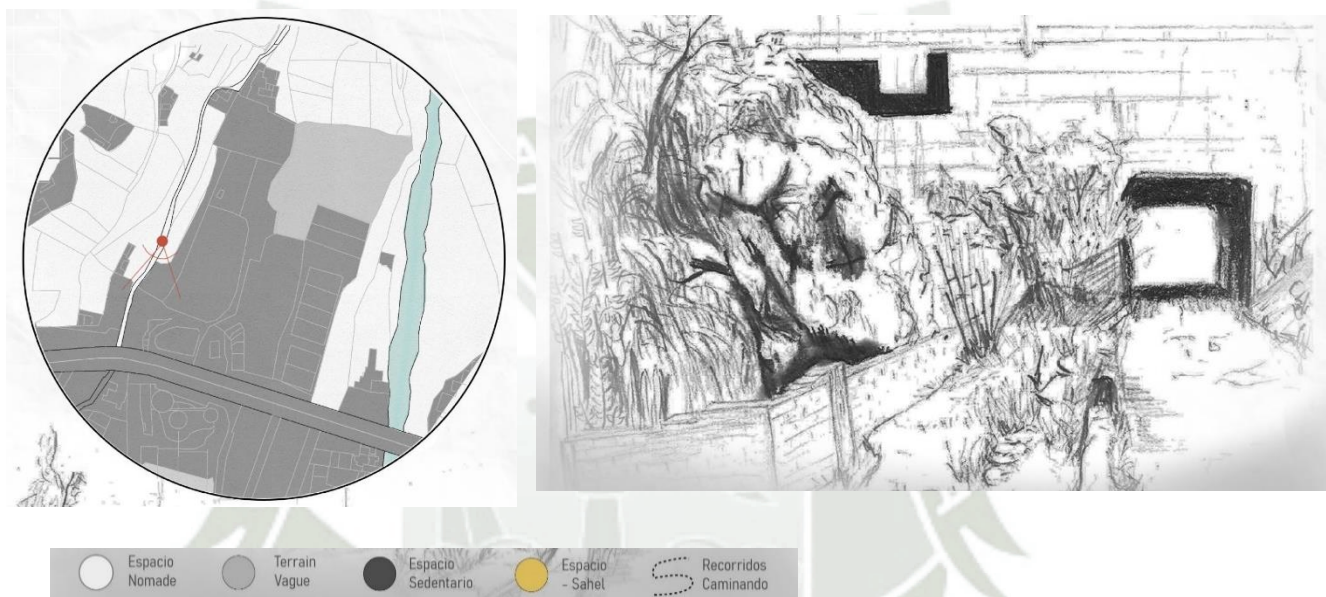 Espacio
Nomade
Terrain
Vague
Espacio
Sedentario
Espacio
- Sahel
Recorridos
Caminando